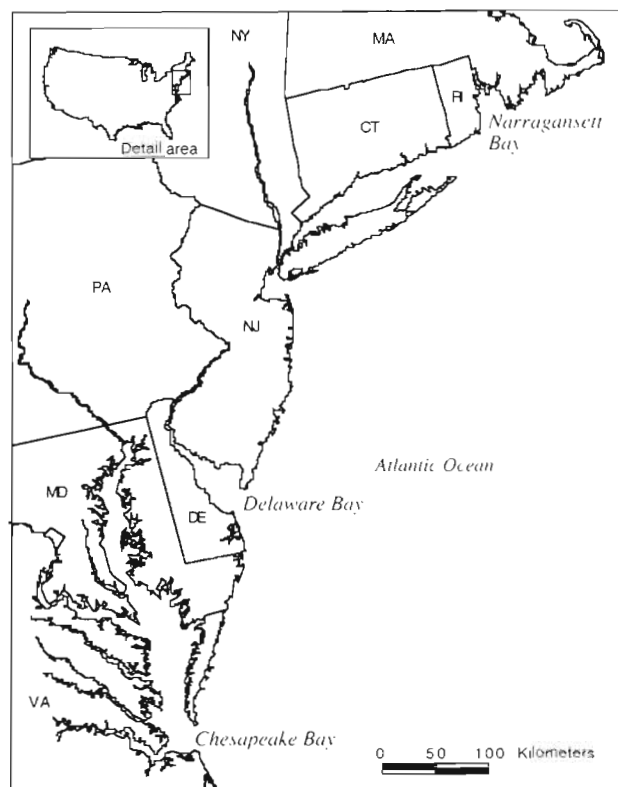 NY
MA
Detail area
CT
RI
Narragansett
Bay
PA
NJ
Atlantic Ocean
MD
DE
Delaware Bay
VA
Chesapeake Bay
0 50 100 Kilometers